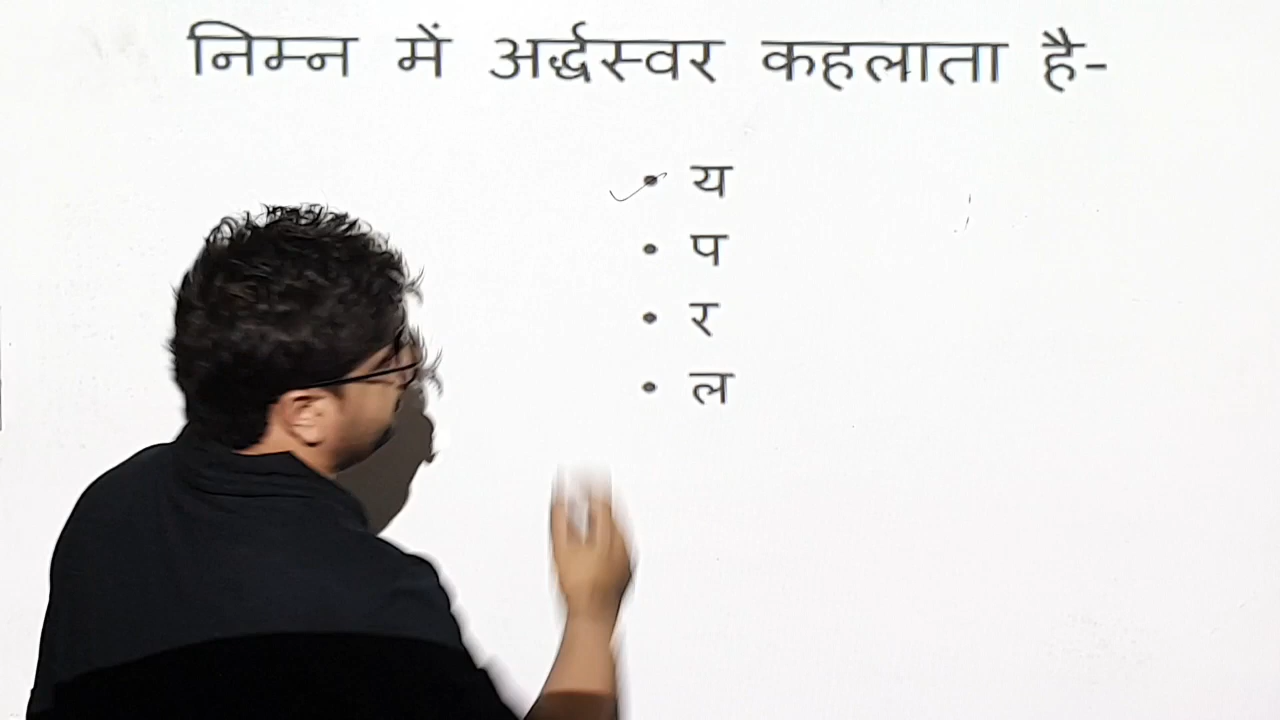 निम्न में अर्द्धस्वर कहलाता है-
• य
• प
• र
• ल